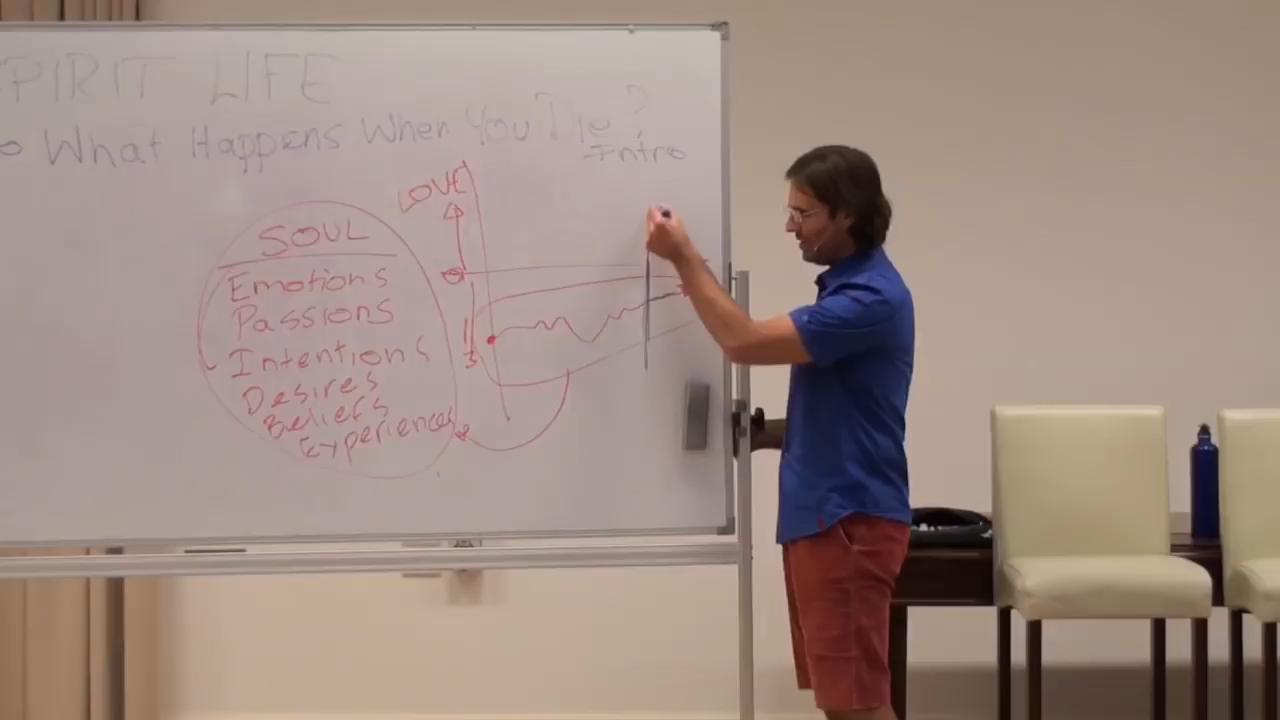 PIRIT LIFE
o What Happens When You Die?
Intro
LOVE
SOUL
Emotions
Passions
Intentions
Desires
Beliefs
Experiences